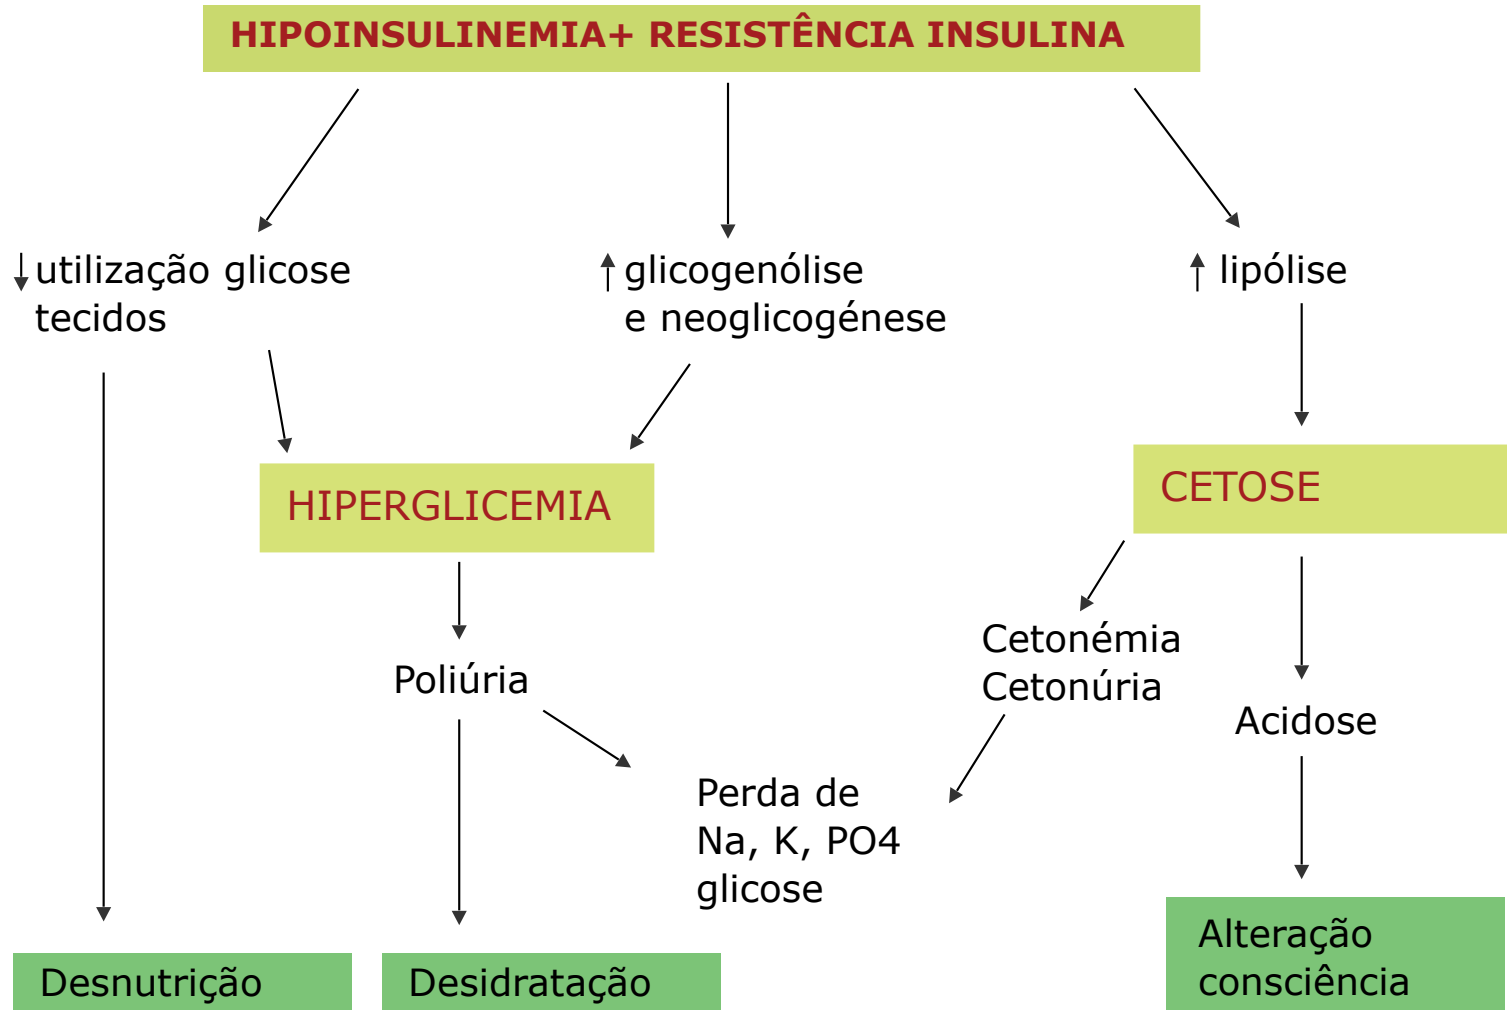 HIPOINSULINEMIA+ RESISTÊNCIA INSULINA
utilização glicose
tecidos
glicogenólise
e neoglicogénese
lipólise
HIPERGLICEMIA
CETOSE
Poliúria
Cetonémia
Cetonúria
Acidose
Perda de
Na, K, PO4
glicose
Desnutrição
Desidratação
Alteração
consciência